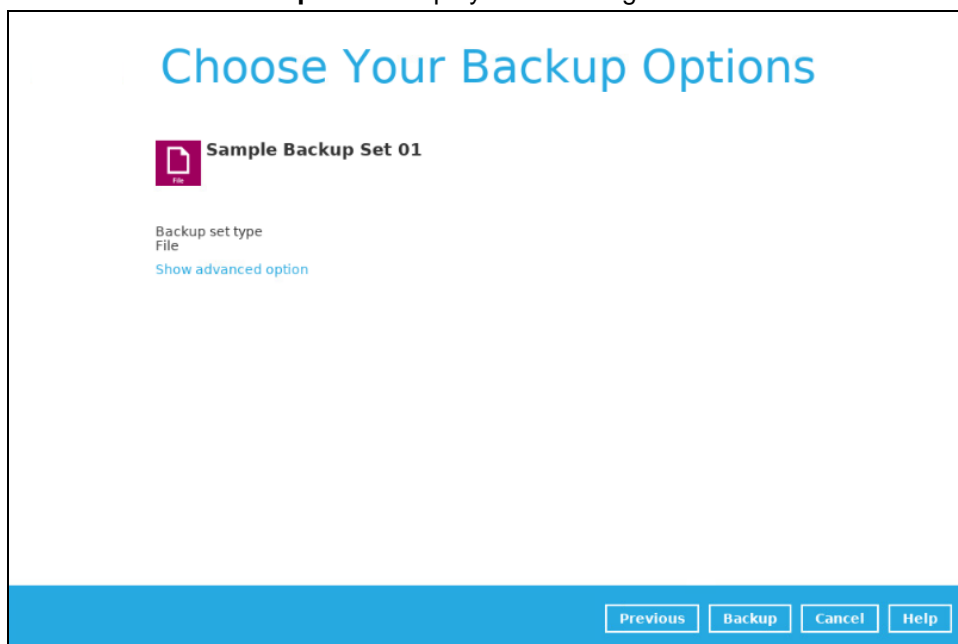 Choose Your Backup Options
Sample Backup Set 01
File
Backup set type
File
Show advanced option
Previous Backup Cancel Help